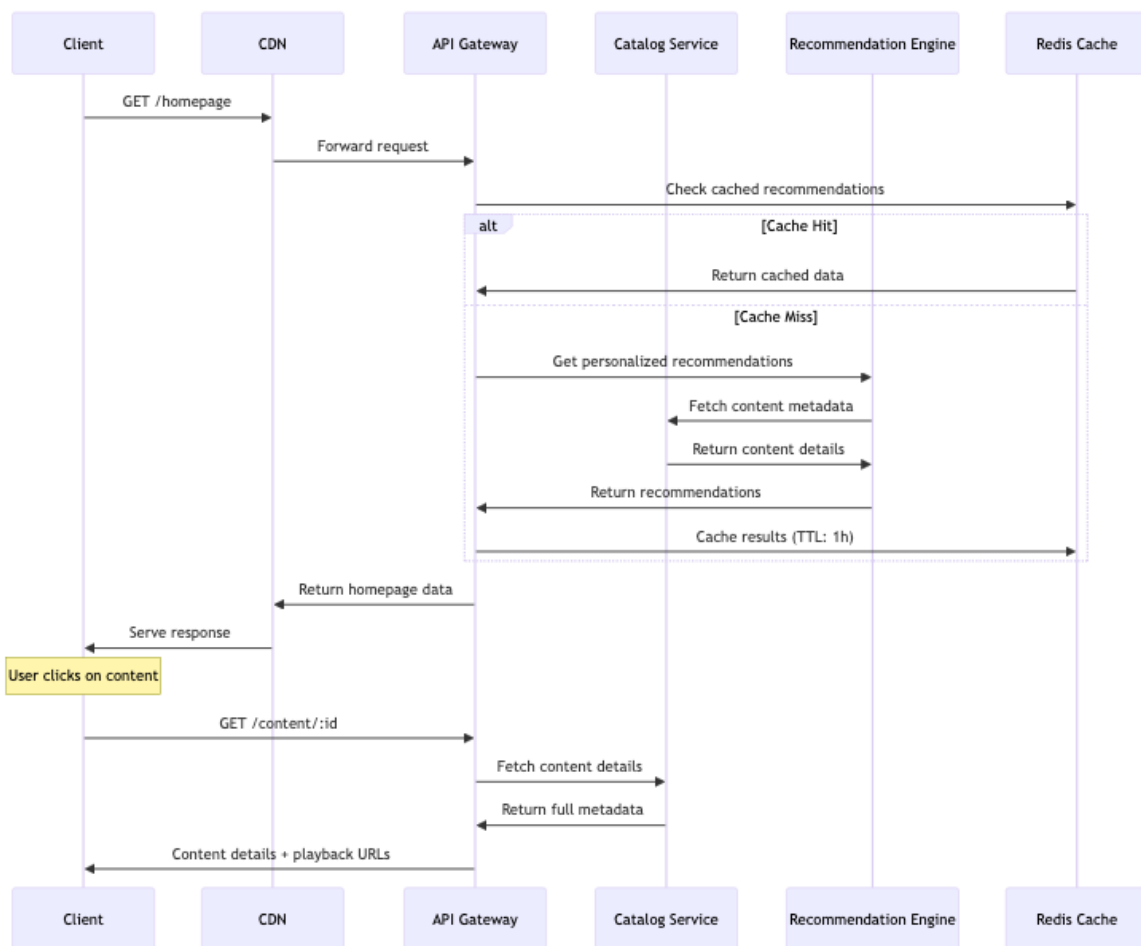 Client
CDN
API Gateway
Catalog Service
Recommendation Engine
Redis Cache
GET /homepage
Forward request
Check cached recommendations
alt
[Cache Hit]
Return cached data
[Cache Miss]
Get personalized recommendations
Fetch content metadata
Return content details
Return recommendations
Cache results (TTL: 1h)
Return homepage data
Serve response
User clicks on content
GET /content/:id
Fetch content details
Return full metadata
Content details + playback URLs
Client
CDN
API Gateway
Catalog Service
Recommendation Engine
Redis Cache